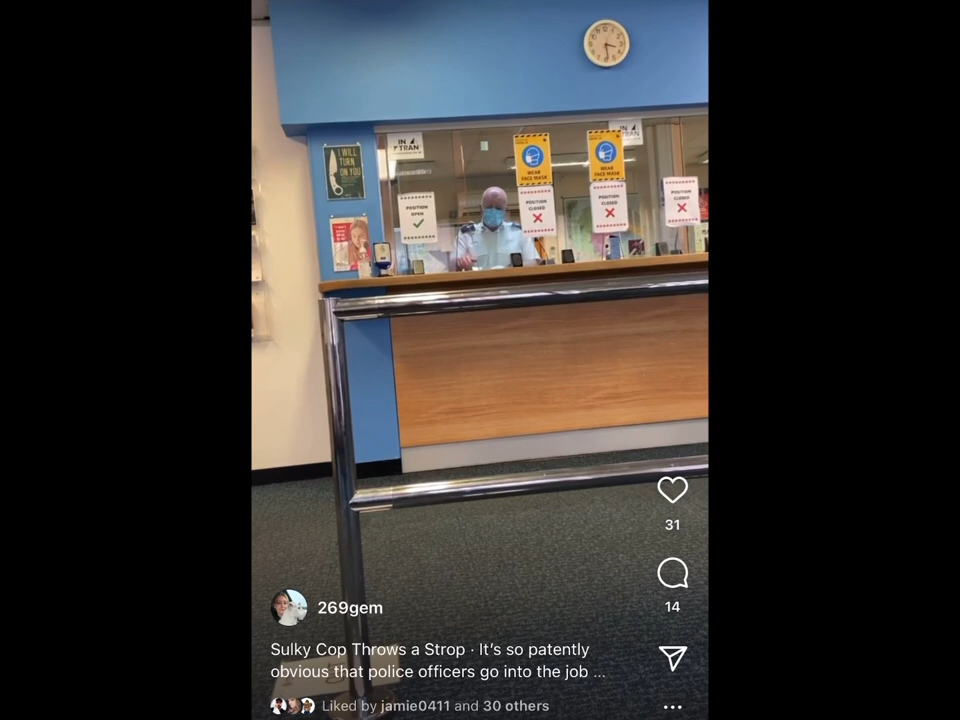 IN
TRAN
IN
TRAN
I WILL
TURN
ON YOU
WEAR
FACE MASK
WEAR
FACE MASK
POSITION
OPEN
POSITION
CLOSED
POSITION
CLOSED
POSITION
CLOSED
31
14
269gem
Sulky Cop Throws a Strop · It’s so patently
obvious that police officers go into the job ...
Liked by jamie0411 and 30 others